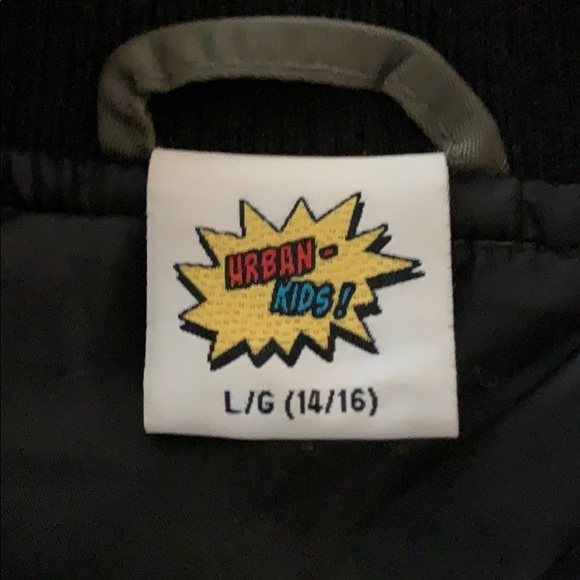 URBAN-
KIDS!
L/G (14/16)